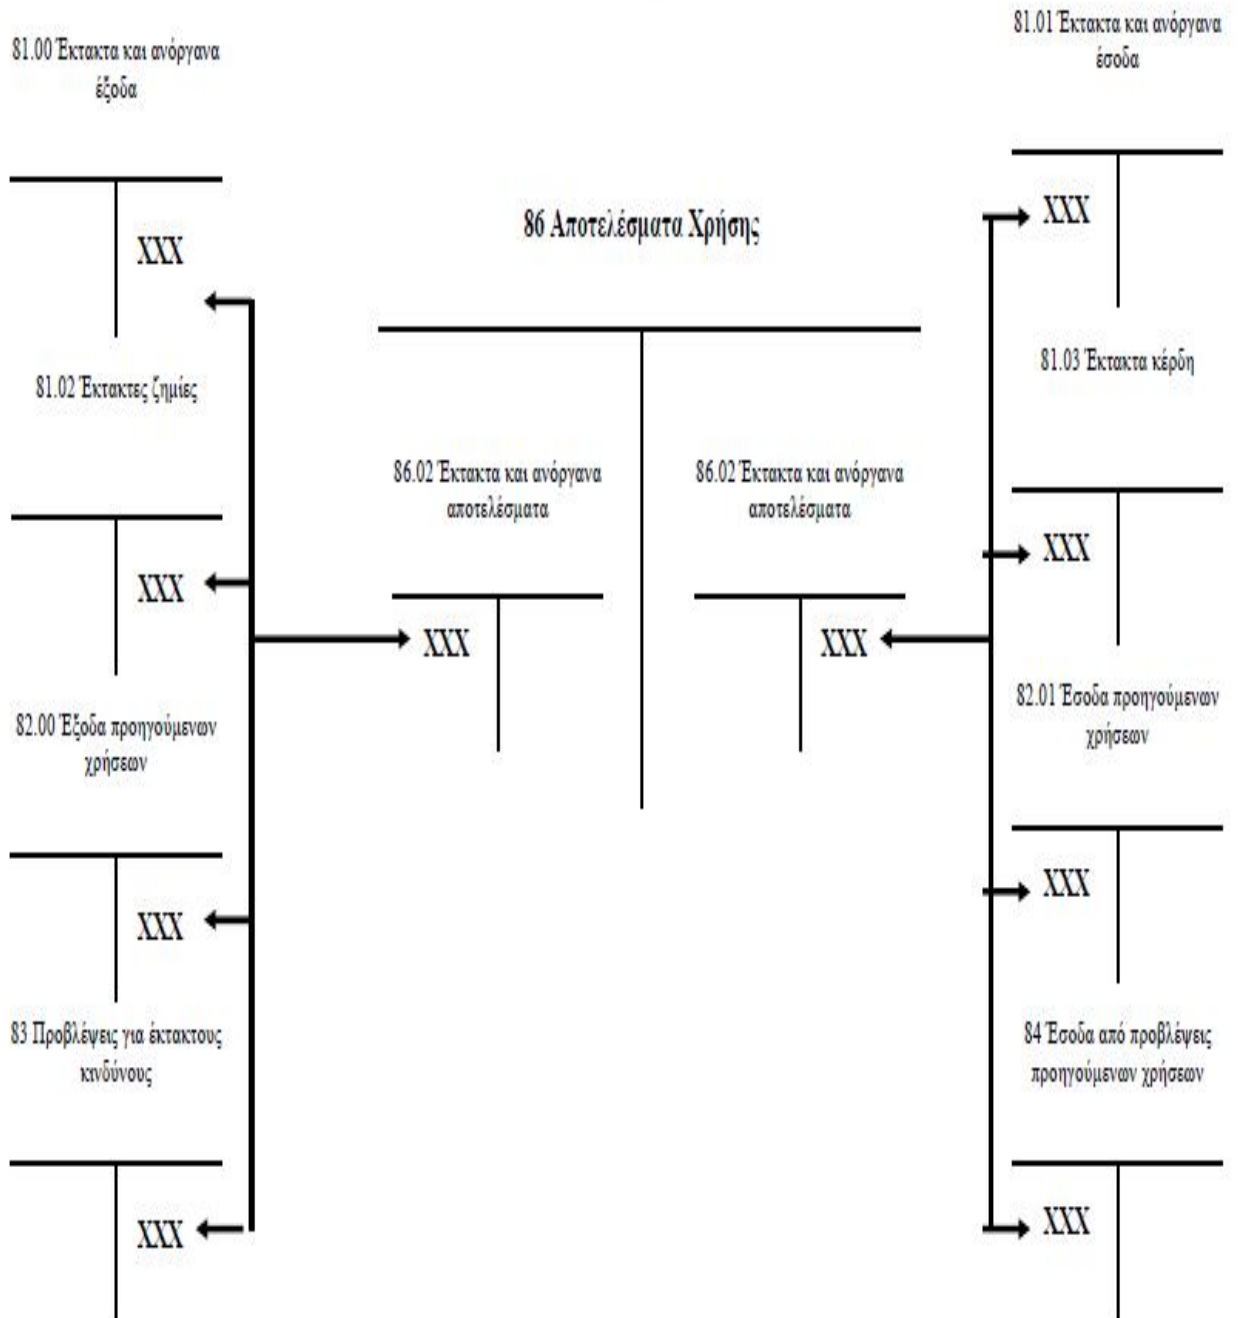 81.00 Έκτακτα και ανόργανα
έξοδα
XXX
81.02 Έκτακτες ζημίες
XXX
82.00 Έξοδα προηγούμενων
χρήσεων
XXX
83 Προβλέψεις για έκτακτους
κινδύνους
XXX
86 Αποτελέσματα Χρήσης
86.02 Έκτακτα και ανόργανα
αποτελέσματα
XXX
86.02 Έκτακτα και ανόργανα
αποτελέσματα
XXX
81.01 Έκτακτα και ανόργανα
έσοδα
XXX
81.03 Έκτακτα κέρδη
XXX
82.01 Έσοδα προηγούμενων
χρήσεων
XXX
84 Έσοδα από προβλέψεις
προηγούμενων χρήσεων
XXX